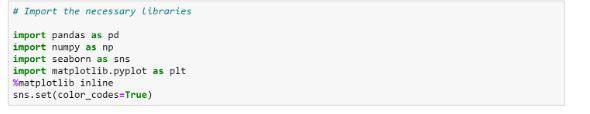 # Import the necessary libraries
import pandas as pd
import numpy as np
import seaborn as sns
import matplotlib.pyplot as plt
%matplotlib inline
sns.set(color_codes=True)